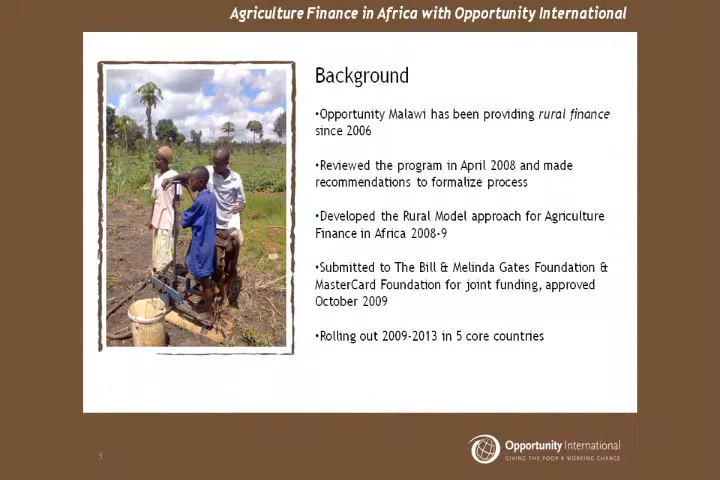 Agriculture Finance in Africa with Opportunity International
Background
•Opportunity Malawi has been providing rural finance
since 2006
•Reviewed the program in April 2008 and made
recommendations to formalize process
•Developed the Rural Model approach for Agriculture
Finance in Africa 2008-9
•Submitted to The Bill & Melinda Gates Foundation &
MasterCard Foundation for joint funding, approved
October 2009
•Rolling out 2009-2013 in 5 core countries
Opportunity International
GIVING THE POOR A WORKING CHANCE